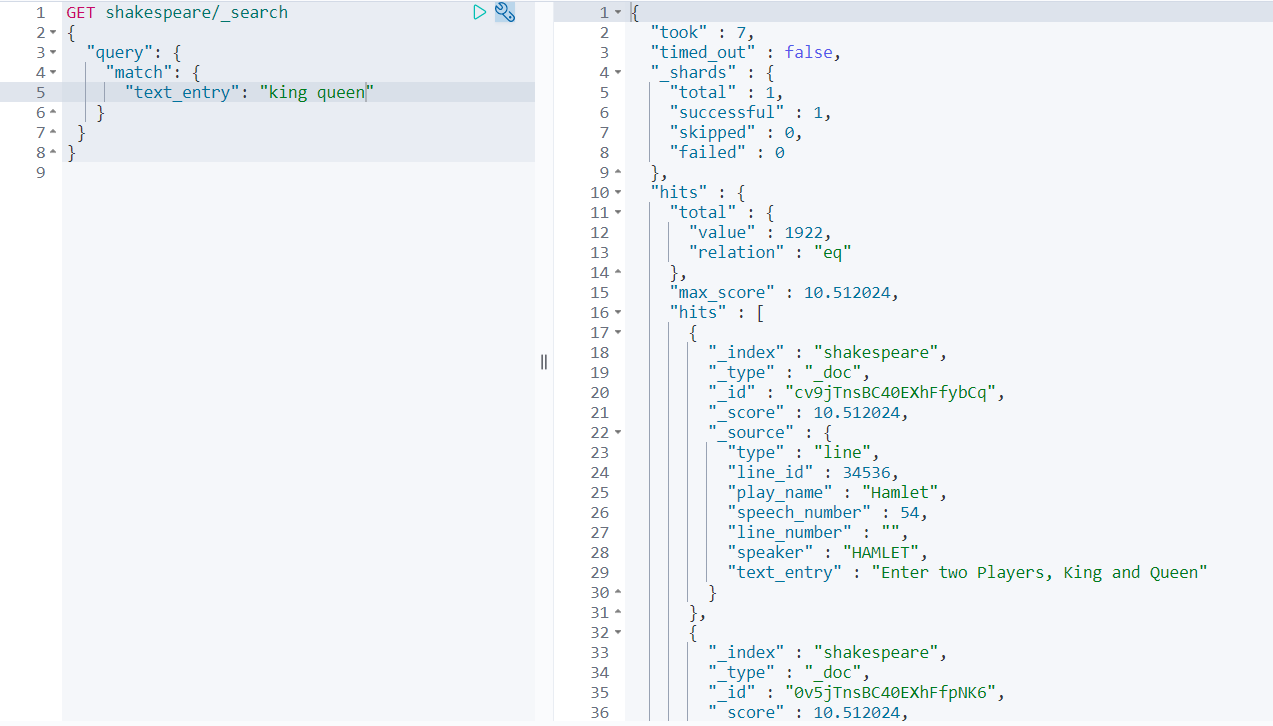 1 GET shakespeare/_search
2 {
3 "query": {
4 "match": {
5 "text_entry": "king queen"
6 }
7 }
8 }
9
1 {
2 "took" : 7,
3 "timed_out" : false,
4 "_shards" : {
5 "total" : 1,
6 "successful" : 1,
7 "skipped" : 0,
8 "failed" : 0
9 },
10 "hits" : {
11 "total" : {
12 "value" : 1922,
13 "relation" : "eq"
14 },
15 "max_score" : 10.512024,
16 "hits" : [
17 {
18 "_index" : "shakespeare",
19 "_type" : "_doc",
20 "_id" : "cv9jTnsBC40EXhFfybCq",
21 "_score" : 10.512024,
22 "_source" : {
23 "type" : "line",
24 "line_id" : 34536,
25 "play_name" : "Hamlet",
26 "speech_number" : 54,
27 "line_number" : "",
28 "speaker" : "HAMLET",
29 "text_entry" : "Enter two Players, King and Queen"
30 }
31 },
32 {
33 "_index" : "shakespeare",
34 "_type" : "_doc",
35 "_id" : "0v5jTnsBC40EXhFfpNK6",
36 "_score" : 10.512024,